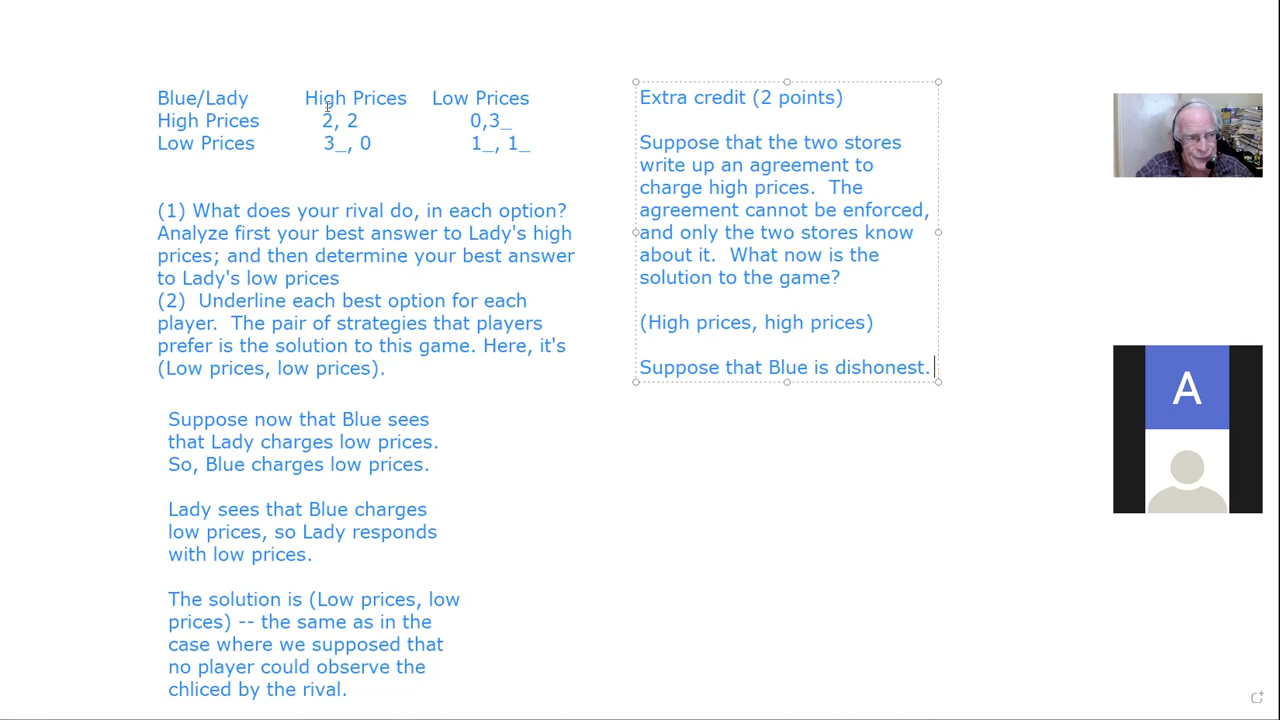 Blue/Lady High Prices Low Prices
High Prices 2, 2 0,3_
Low Prices 3_, 0 1_, 1_
(1) What does your rival do, in each option?
Analyze first your best answer to Lady's high
prices; and then determine your best answer
to Lady's low prices
(2) Underline each best option for each
player. The pair of strategies that players
prefer is the solution to this game. Here, it's
(Low prices, low prices).
Suppose now that Blue sees
that Lady charges low prices.
So, Blue charges low prices.
Lady sees that Blue charges
low prices, so Lady responds
with low prices.
The solution is (Low prices, low
prices) -- the same as in the
case where we supposed that
no player could observe the
chliced by the rival.
Extra credit (2 points)
Suppose that the two stores
write up an agreement to
charge high prices. The
agreement cannot be enforced,
and only the two stores know
about it. What now is the
solution to the game?
(High prices, high prices)
Suppose that Blue is dishonest.
A